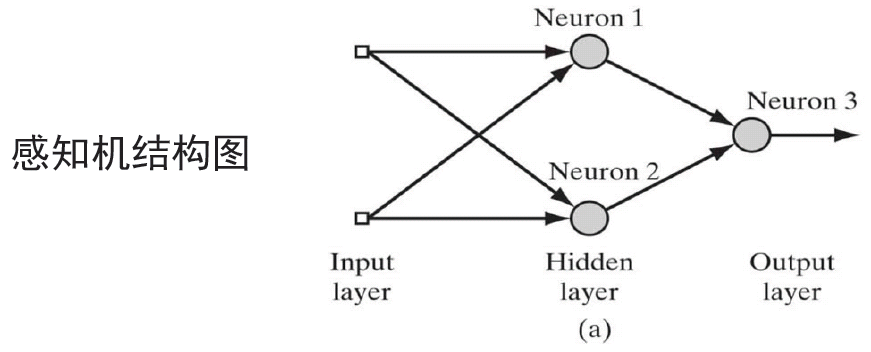 感知机结构图
Neuron 1
Neuron 3
Neuron 2
Input
layer
Hidden
layer
Output
layer
(a)